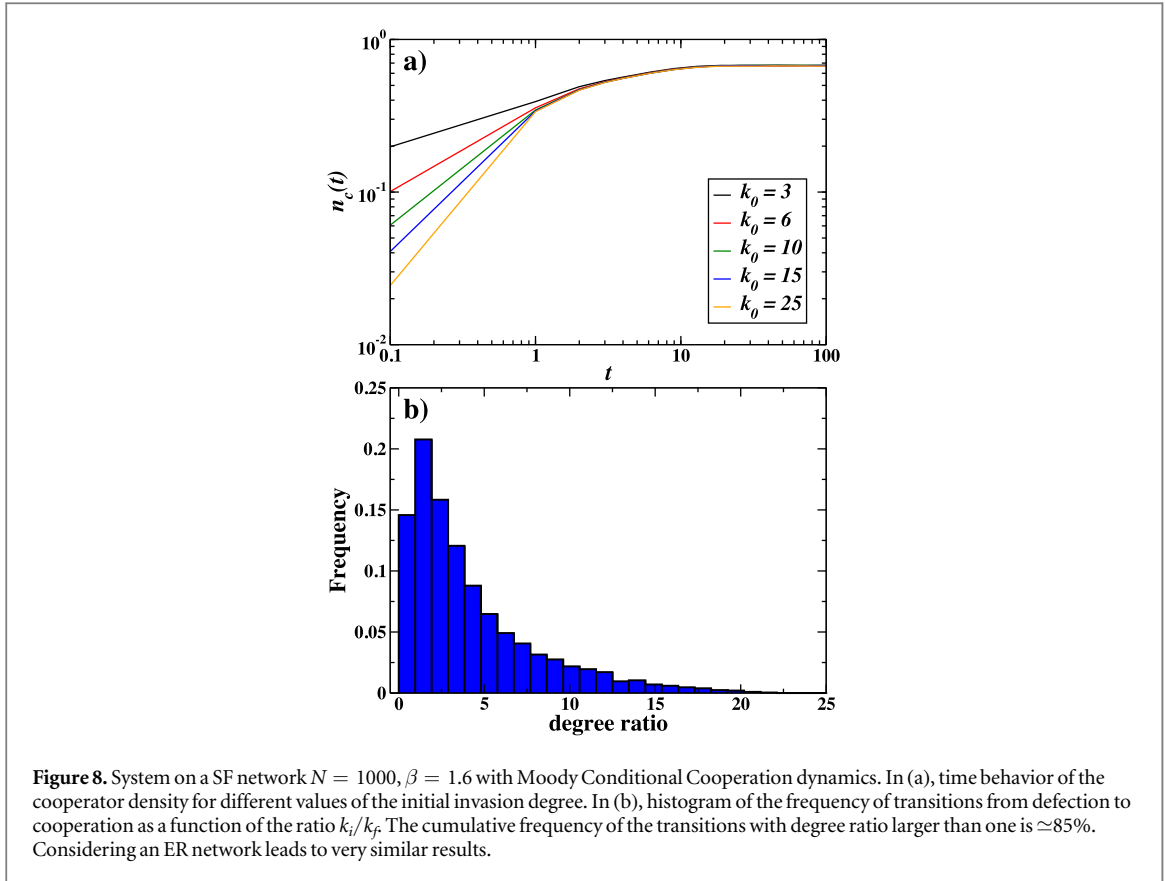 a)
10^0
10^-1
10^-2
n_c(t)
k_0 = 3
k_0 = 6
k_0 = 10
k_0 = 15
k_0 = 25
0.1 1 10 100
t
b)
0.25
0.2
0.15
0.1
0.05
0
Frequency
0 5 10 15 20 25
degree ratio
Figure 8. System on a SF network N = 1000, β = 1.6 with Moody Conditional Cooperation dynamics. In (a), time behavior of the
cooperator density for different values of the initial invasion degree. In (b), histogram of the frequency of transitions from defection to
cooperation as a function of the ratio k_i/k_f. The cumulative frequency of the transitions with degree ratio larger than one is ≃85%.
Considering an ER network leads to very similar results.